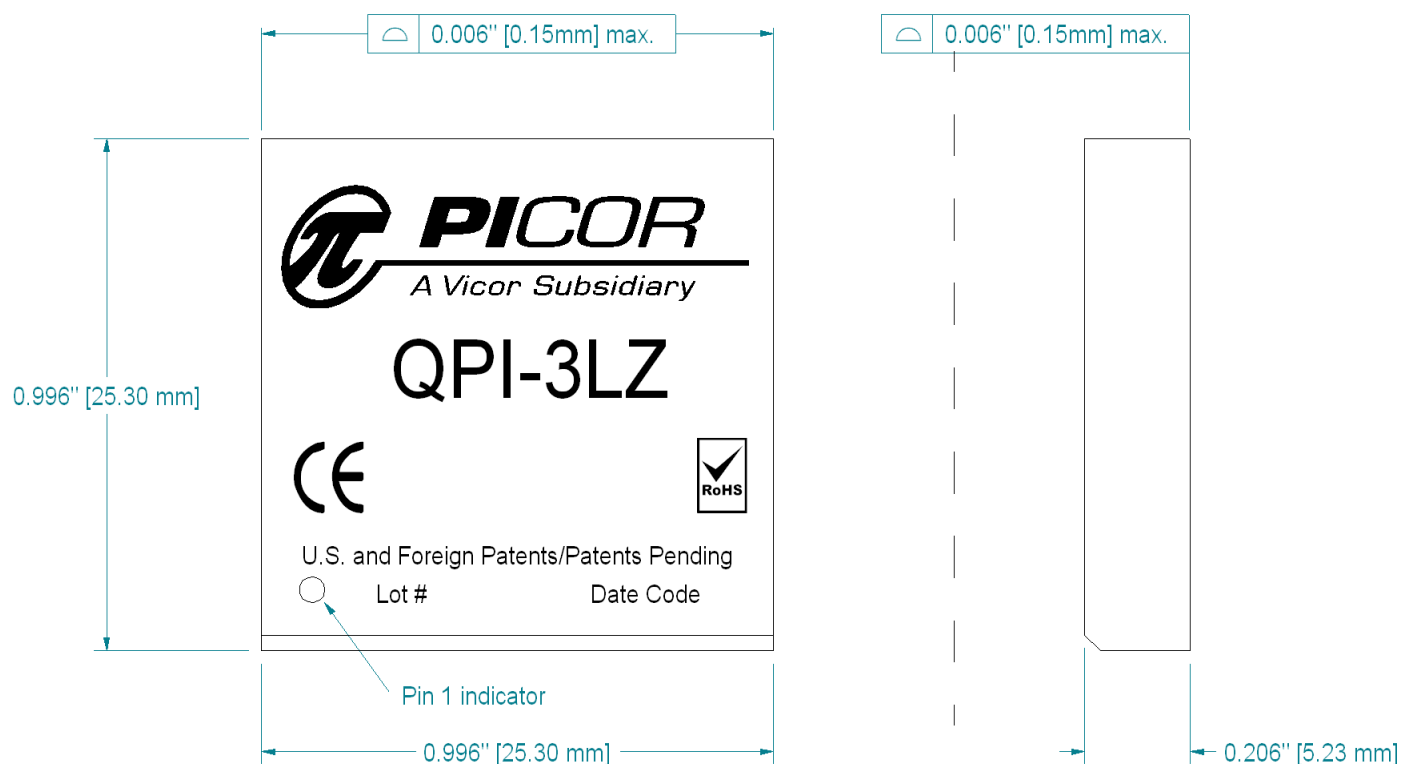 0.006" [0.15mm] max.
0.006" [0.15mm] max.
PICOR
A Vicor Subsidiary
QPI-3LZ
0.996" [25.30 mm]
CE
RoHS
U.S. and Foreign Patents/Patents Pending
Lot #
Date Code
Pin 1 indicator
0.996" [25.30 mm]
0.206" [5.23 mm]